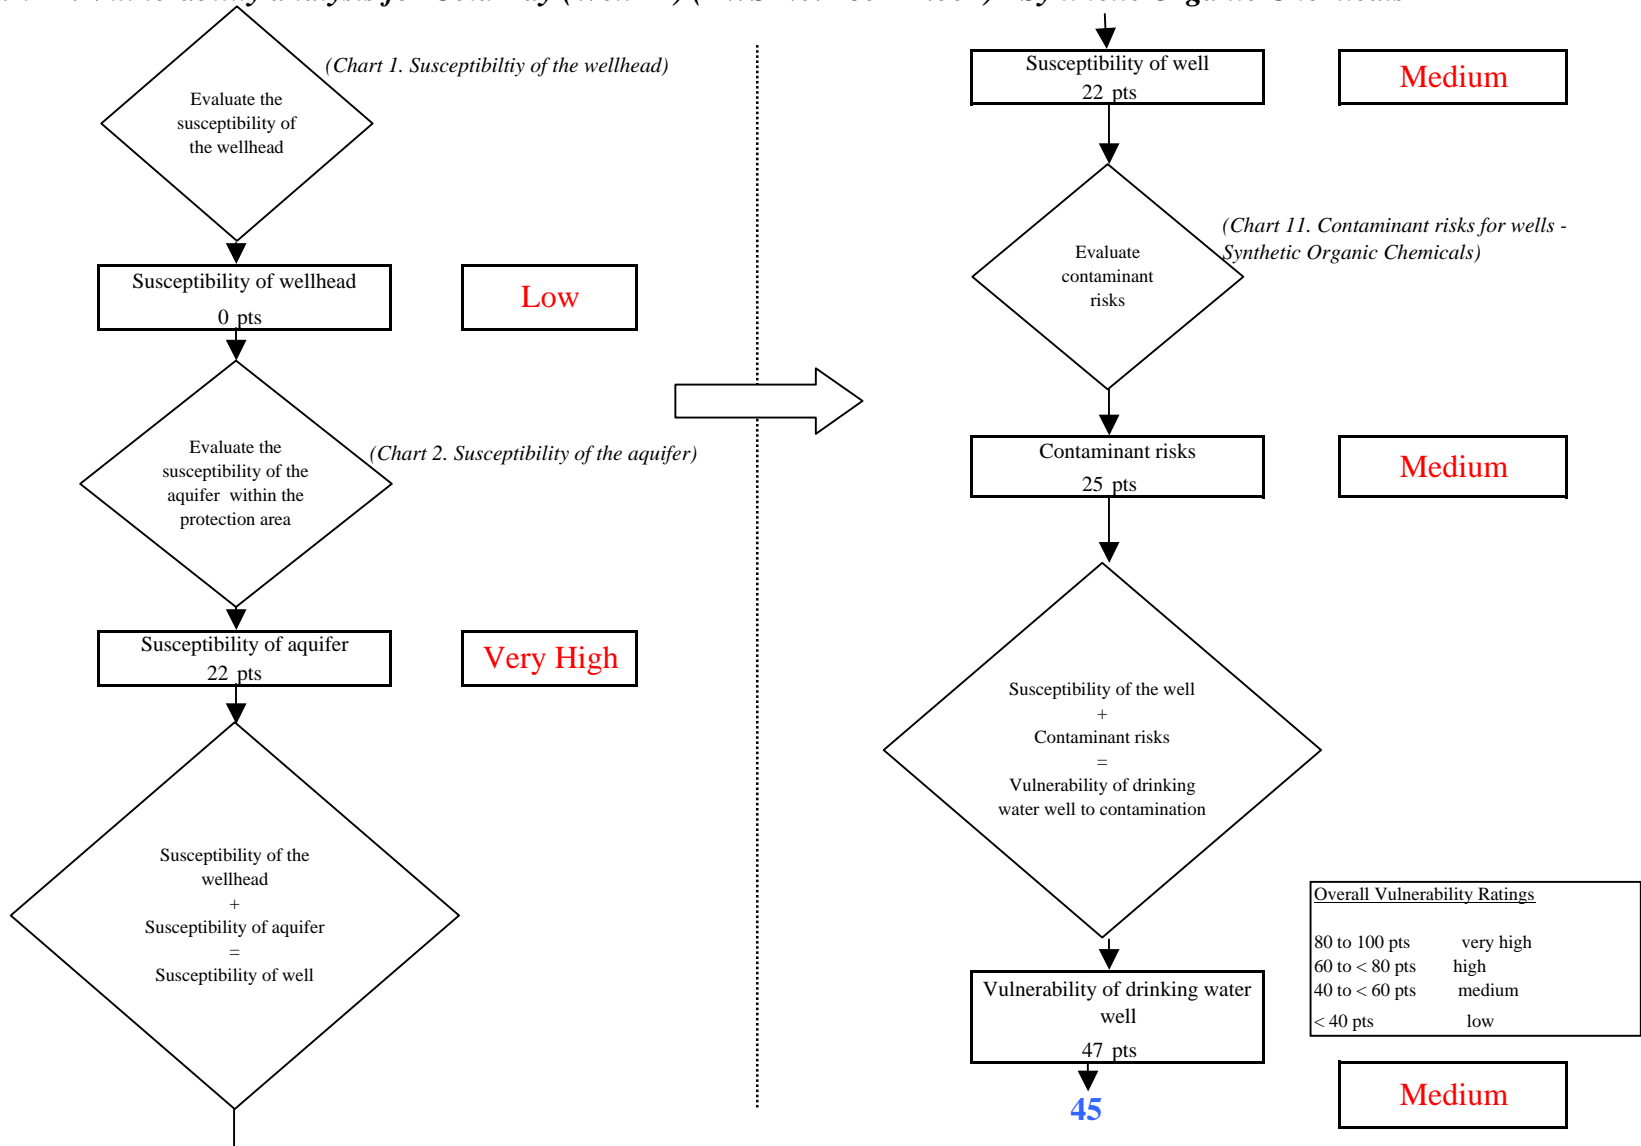 (Chart 1. Susceptibiltiy of the wellhead)
Evaluate the
susceptibility of
the wellhead
Susceptibility of wellhead
0 pts
Low
Evaluate the
susceptibility of the
aquifer within the
protection area
(Chart 2. Susceptibility of the aquifer)
Susceptibility of aquifer
22 pts
Very High
Susceptibility of the
wellhead
+
Susceptibility of aquifer
=
Susceptibility of well
Susceptibility of well
22 pts
Medium
(Chart 11. Contaminant risks for wells -
Synthetic Organic Chemicals)
Evaluate
contaminant
risks
Contaminant risks
25 pts
Medium
Susceptibility of the well
+
Contaminant risks
=
Vulnerability of drinking
water well to contamination
Overall Vulnerability Ratings
80 to 100 pts very high
60 to < 80 pts high
40 to < 60 pts medium
< 40 pts low
Vulnerability of drinking water
well
47 pts
45
Medium